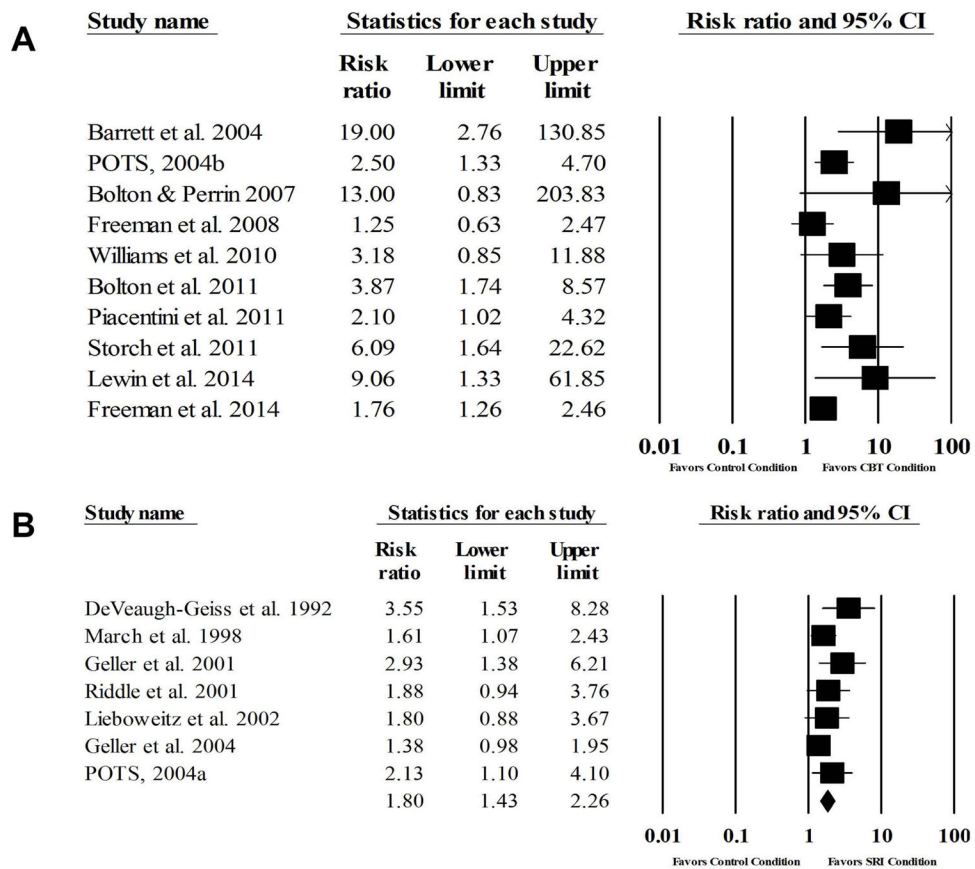 A
Study name Statistics for each study Risk ratio and 95% CI
Risk ratio Lower limit Upper limit
Barrett et al. 2004 19.00 2.76 130.85
POTS, 2004b 2.50 1.33 4.70
Bolton & Perrin 2007 13.00 0.83 203.83
Freeman et al. 2008 1.25 0.63 2.47
Williams et al. 2010 3.18 0.85 11.88
Bolton et al. 2011 3.87 1.74 8.57
Piacentini et al. 2011 2.10 1.02 4.32
Storch et al. 2011 6.09 1.64 22.62
Lewin et al. 2014 9.06 1.33 61.85
Freeman et al. 2014 1.76 1.26 2.46
0.01 0.1 1 10 100
Favors Control Condition Favors CBT Condition
B
Study name Statistics for each study Risk ratio and 95% CI
Risk ratio Lower limit Upper limit
DeVeaugh-Geiss et al. 1992 3.55 1.53 8.28
March et al. 1998 1.61 1.07 2.43
Geller et al. 2001 2.93 1.38 6.21
Riddle et al. 2001 1.88 0.94 3.76
Lieboweitz et al. 2002 1.80 0.88 3.67
Geller et al. 2004 1.38 0.98 1.95
POTS, 2004a 2.13 1.10 4.10
1.80 1.43 2.26
0.01 0.1 1 10 100
Favors Control Condition Favors SRI Condition